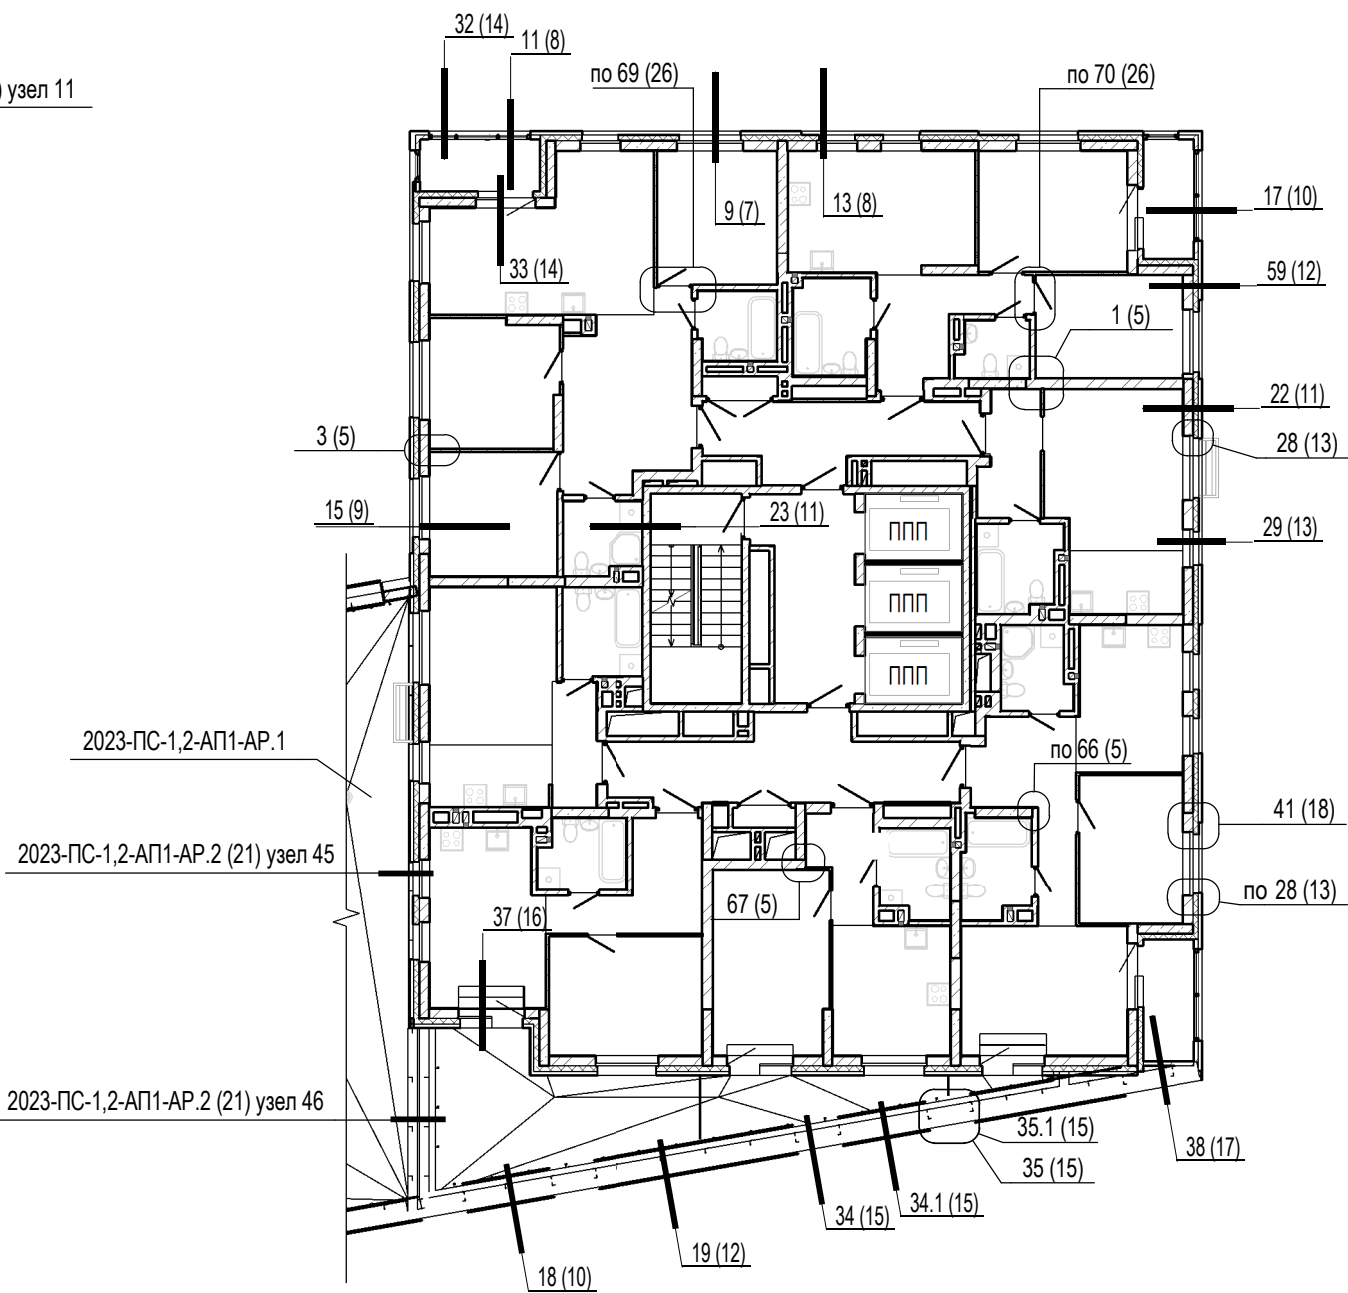 32 (14)
11 (8)
по 69 (26)
по 70 (26)
) узел 11
9 (7)
13 (8)
17 (10)
33 (14)
59 (12)
1 (5)
22 (11)
3 (5)
28 (13)
15 (9)
23 (11)
29 (13)
ППП
ППП
ППП
2023-ПС-1,2-АП1-АР.1
по 66 (5)
41 (18)
2023-ПС-1,2-АП1-АР.2 (21) узел 45
по 28 (13)
67 (5)
37 (16)
2023-ПС-1,2-АП1-АР.2 (21) узел 46
35.1 (15)
38 (17)
35 (15)
34.1 (15)
34 (15)
19 (12)
18 (10)